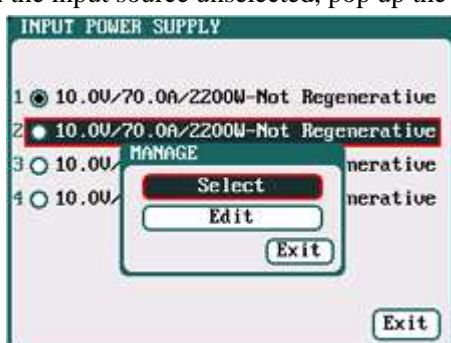 the input source unselected, pop up the
INPUT POWER SUPPLY
1 10.0V/70.0A/2200W-Not Regenerative
2 10.0V/70.0A/2200W-Not Regenerative
3 10.0V/ nerative
4 10.0V/ nerative
MANAGE
Select
Edit
Exit
Exit